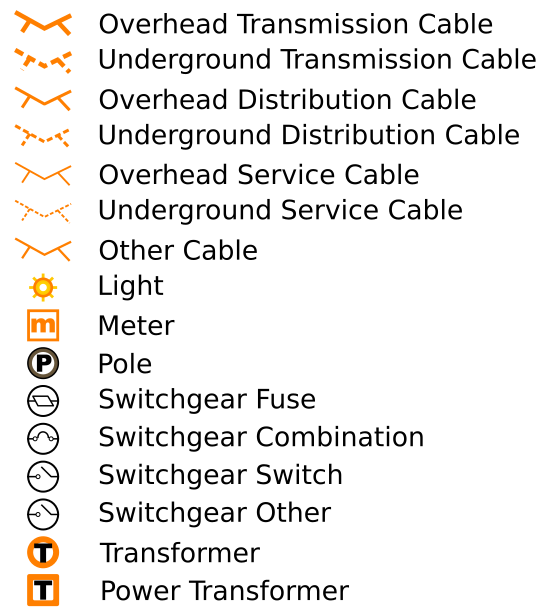 Overhead Transmission Cable
Underground Transmission Cable
Overhead Distribution Cable
Underground Distribution Cable
Overhead Service Cable
Underground Service Cable
Other Cable
Light
m Meter
P Pole
Switchgear Fuse
Switchgear Combination
Switchgear Switch
Switchgear Other
T Transformer
T Power Transformer